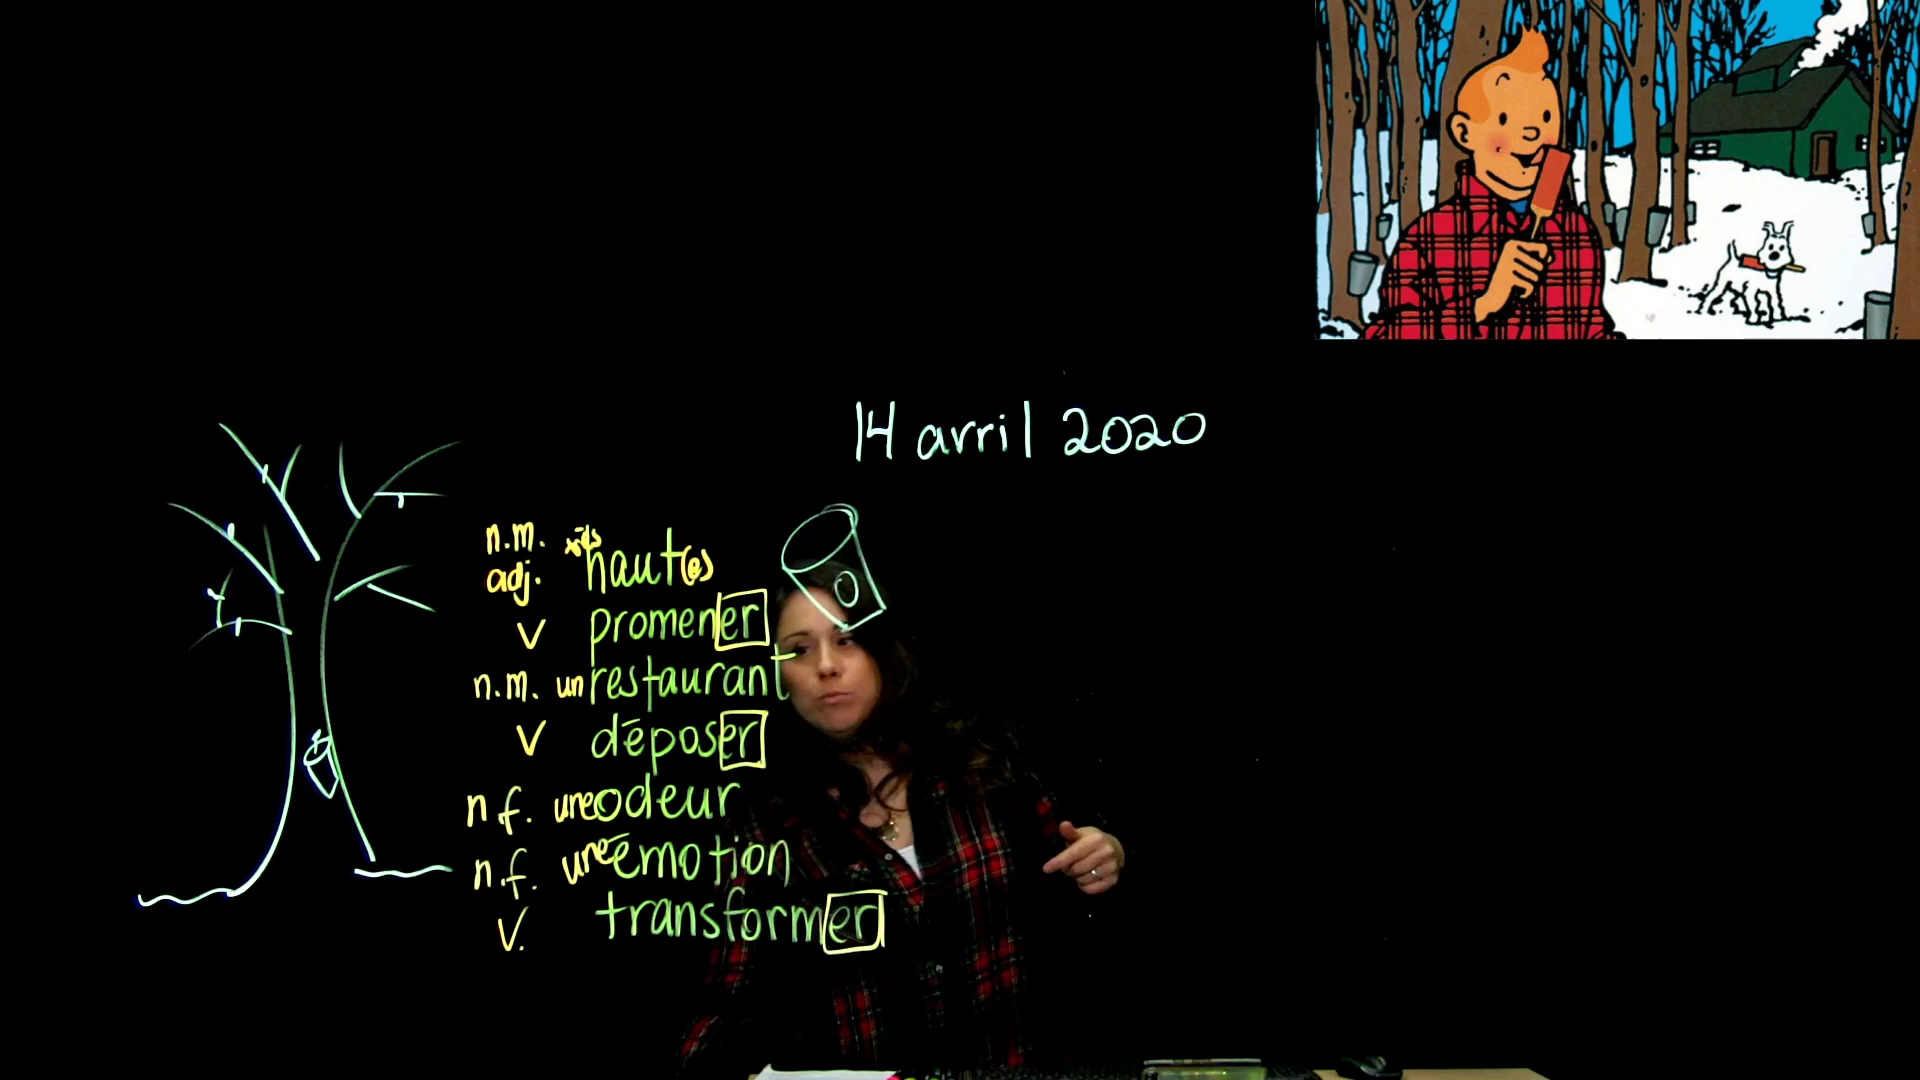 14 avril 2020
n.m.
adj. haut(e)
V promener
n.m. un restaurant
V déposer
n.f. une odeur
n.f. une émotion
V. transformer